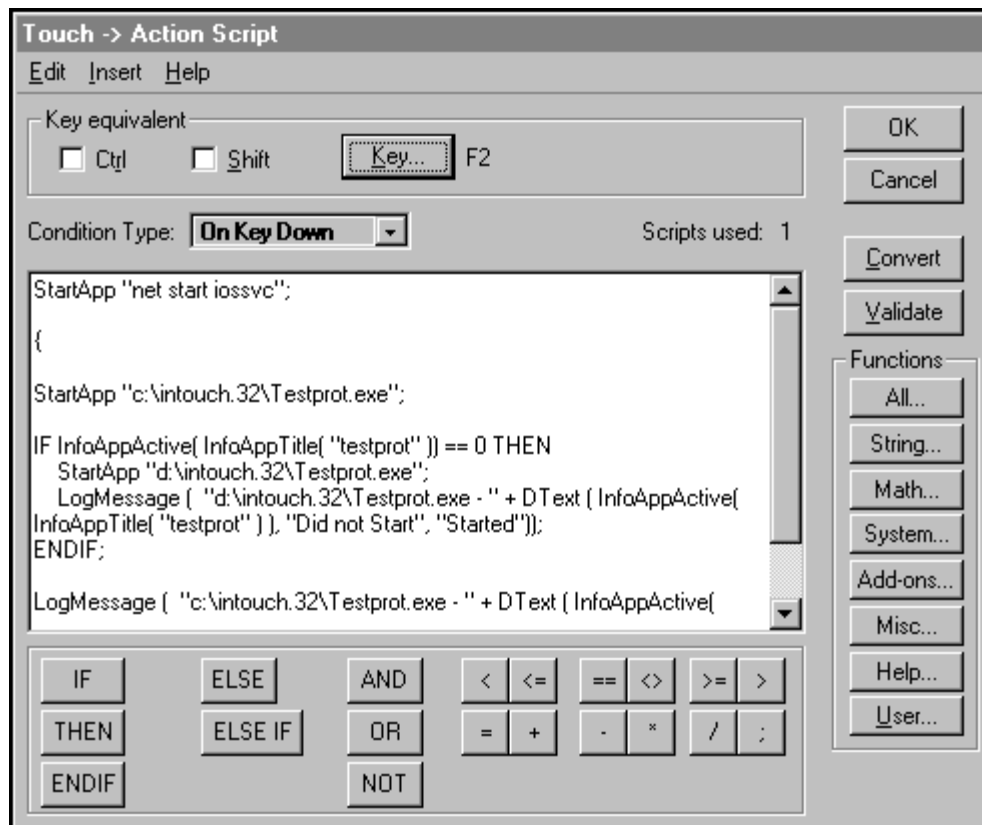 Touch -> Action Script
Edit Insert Help
Key equivalent
Ctrl Shift Key... F2
OK
Cancel
Condition Type: On Key Down Scripts used: 1
Convert
Validate
StartApp "net start iossvc";
{
StartApp "c:\intouch.32\Testprot.exe";
IF InfoAppActive( InfoAppTitle( "testprot" )) == 0 THEN
StartApp "d:\intouch.32\Testprot.exe";
LogMessage ( "d:\intouch.32\Testprot.exe - " + DText ( InfoAppActive(
InfoAppTitle( "testprot" ) ), "Did not Start", "Started"));
ENDIF;
LogMessage ( "c:\intouch.32\Testprot.exe - " + DText ( InfoAppActive(
Functions
All...
String...
Math...
System...
Add-ons...
Misc...
Help...
User...
IF ELSE AND < <= == <> >= >
THEN ELSE IF OR = + - * / ;
ENDIF NOT